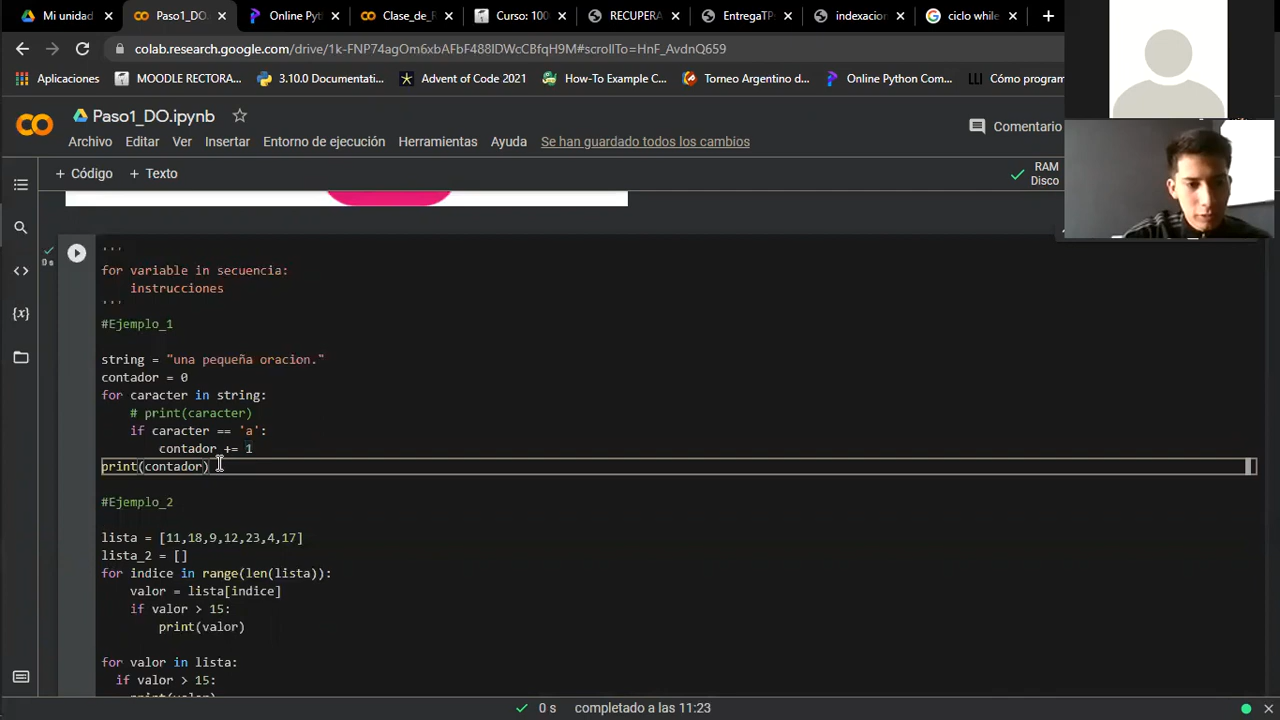 Mi unidad
Paso1_DO.
Online Pyt
Clase_de_F
Curso: 100
RECUPERA
EntregaTP
indexacion
ciclo while
colab.research.google.com/drive/1k-FNP74agOm6xbAFbF488lDWcCBfqH9M#scrollTo=HnF_AvdnQ659
Aplicaciones
MOODLE RECTORA...
3.10.0 Documentati...
Advent of Code 2021
How-To Example C...
Torneo Argentino d...
Online Python Com...
Cómo program
Paso1_DO.ipynb
Archivo Editar Ver Insertar Entorno de ejecución Herramientas Ayuda Se han guardado todos los cambios
Comentario
+ Código + Texto
RAM
Disco
0s
'''
for variable in secuencia:
instrucciones
'''
#Ejemplo_1
string = "una pequeña oracion."
contador = 0
for caracter in string:
# print(caracter)
if caracter == 'a':
contador += 1
print(contador)
#Ejemplo_2
lista = [11,18,9,12,23,4,17]
lista_2 = []
for indice in range(len(lista)):
valor = lista[indice]
if valor > 15:
print(valor)
for valor in lista:
if valor > 15:
print(valor)
0 s completado a las 11:23